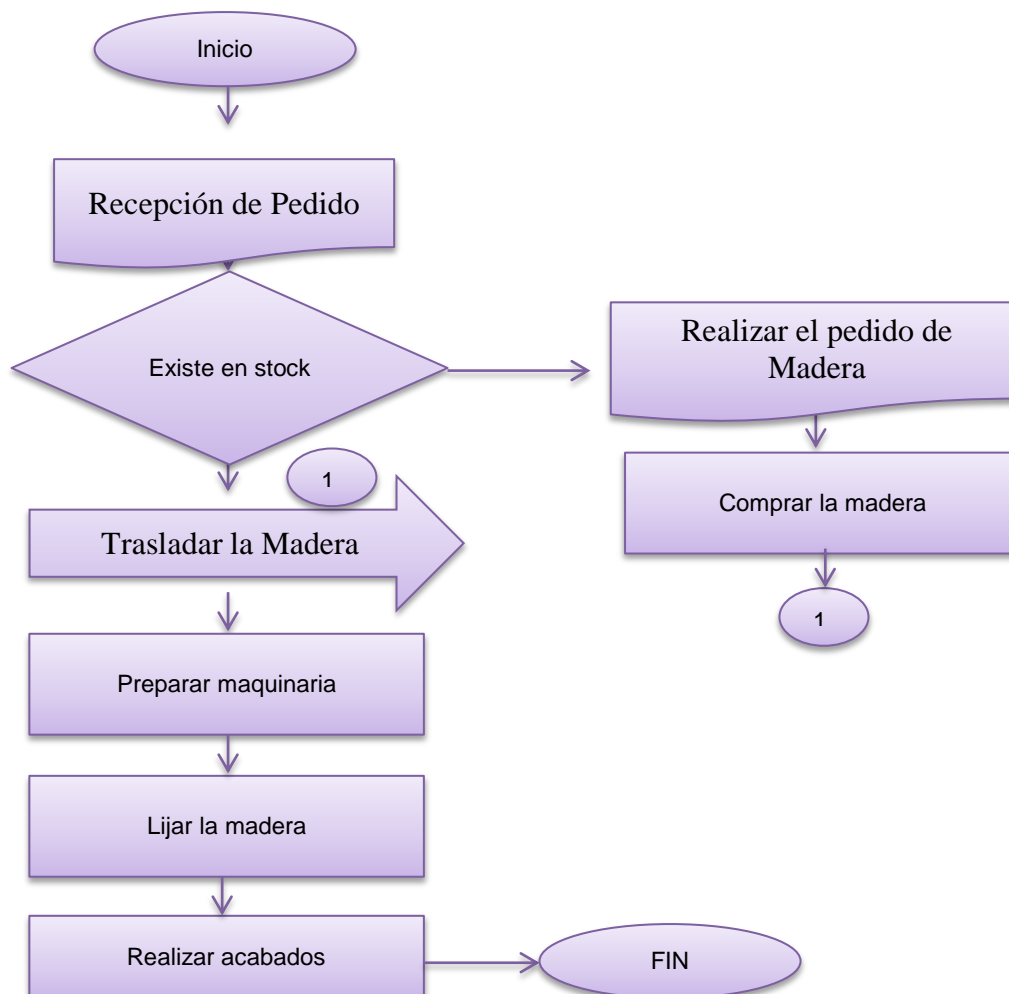 Inicio
Recepción de Pedido
Existe en stock
Realizar el pedido de
Madera
1
Comprar la madera
Trasladar la Madera
1
Preparar maquinaria
Lijar la madera
Realizar acabados
FIN